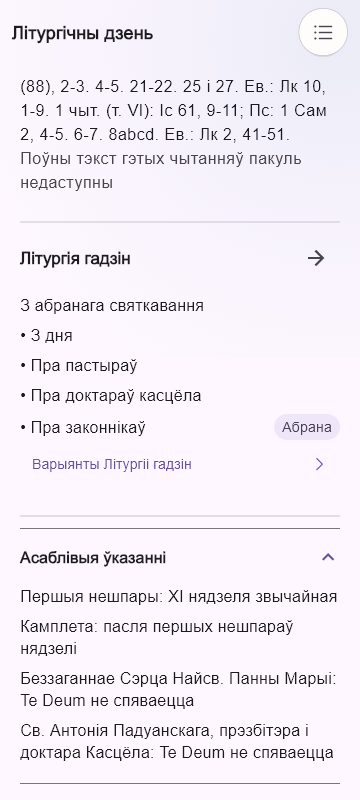 Літургічны дзень
(88), 2-3. 4-5. 21-22. 25 і 27. Ев.: Лк 10,
1-9. 1 чыт. (т. VI): Іс 61, 9-11; Пс: 1 Сам
2, 4-5. 6-7. 8abcd. Ев.: Лк 2, 41-51.
Поўны тэкст гэтых чытанняў пакуль
недаступны
Літургія гадзін
З абранага святкавання
• З дня
• Пра пастыраў
• Пра доктараў касцёла
• Пра законнікаў
Абрана
Варыянты Літургіі гадзін
Асаблівыя ўказанні
Першыя нешпары: XI нядзеля звычайная
Камплета: пасля першых нешпараў
нядзелі
Беззаганнае Сэрца Найсв. Панны Марыі:
Te Deum не спяваецца
Св. Антонія Падуанскага, прэзбітэра і
доктара Касцёла: Te Deum не спяваецца